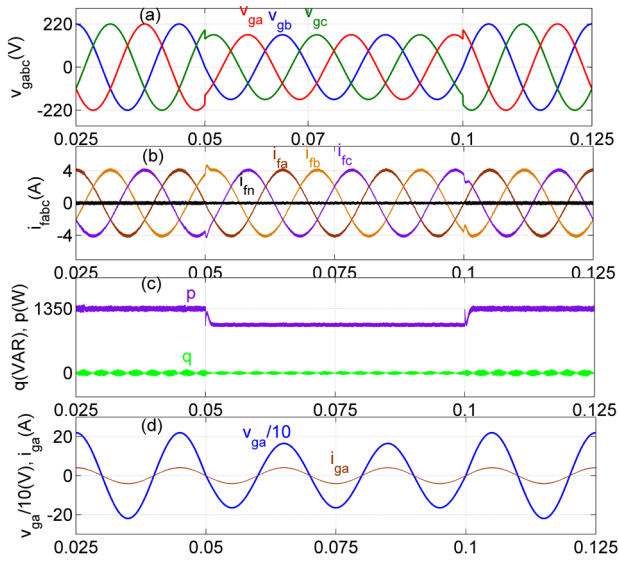 (a)
v_ga
v_gb
v_gc
v_gabc(V)
220
0
-220
0.025 0.05 0.07 0.1 0.125
(b)
i_fa
i_fb
i_fc
i_fn
i_fabc(A)
4
0
-4
0.025 0.05 0.075 0.1 0.125
(c)
p
q
q(VAR), p(W)
1350
0
0.025 0.05 0.075 0.1 0.125
(d)
v_ga/10
i_ga
v_ga/10(V), i_ga(A)
20
0
-20
0.025 0.05 0.075 0.1 0.125